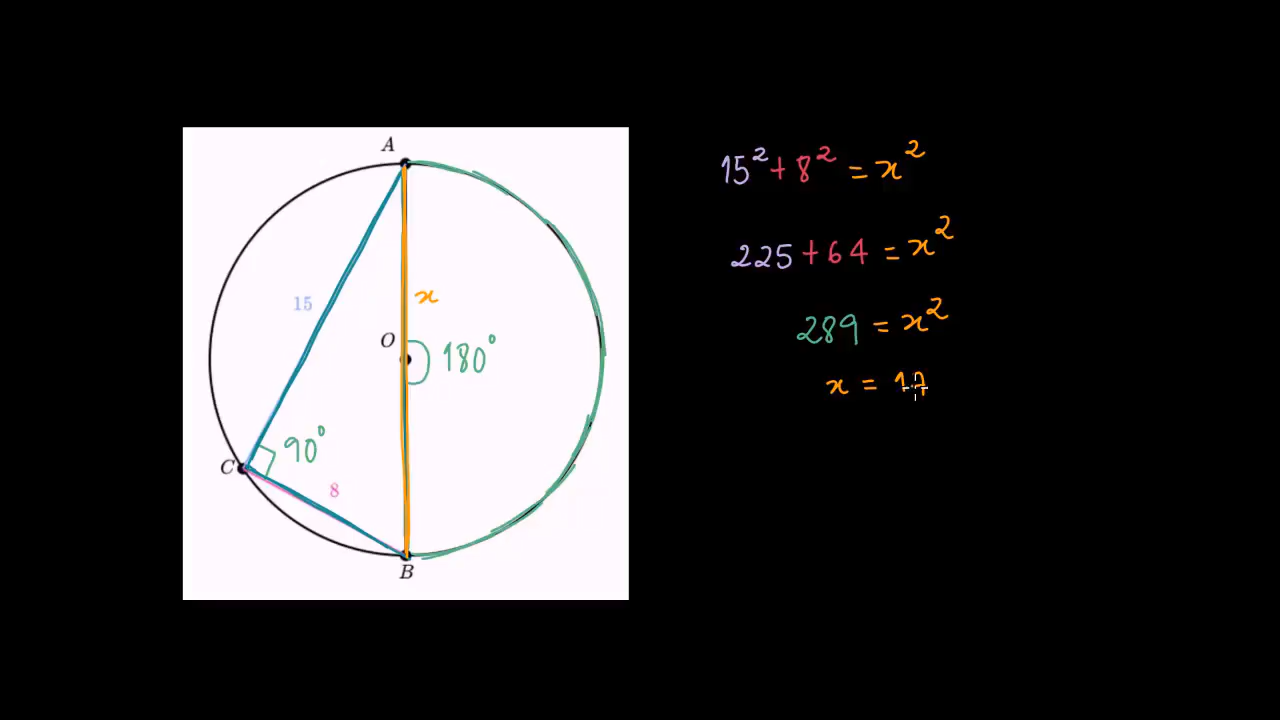 A
15
x
O
180°
90°
C
8
B
15² + 8² = x²
225 + 64 = x²
289 = x²
x = 17